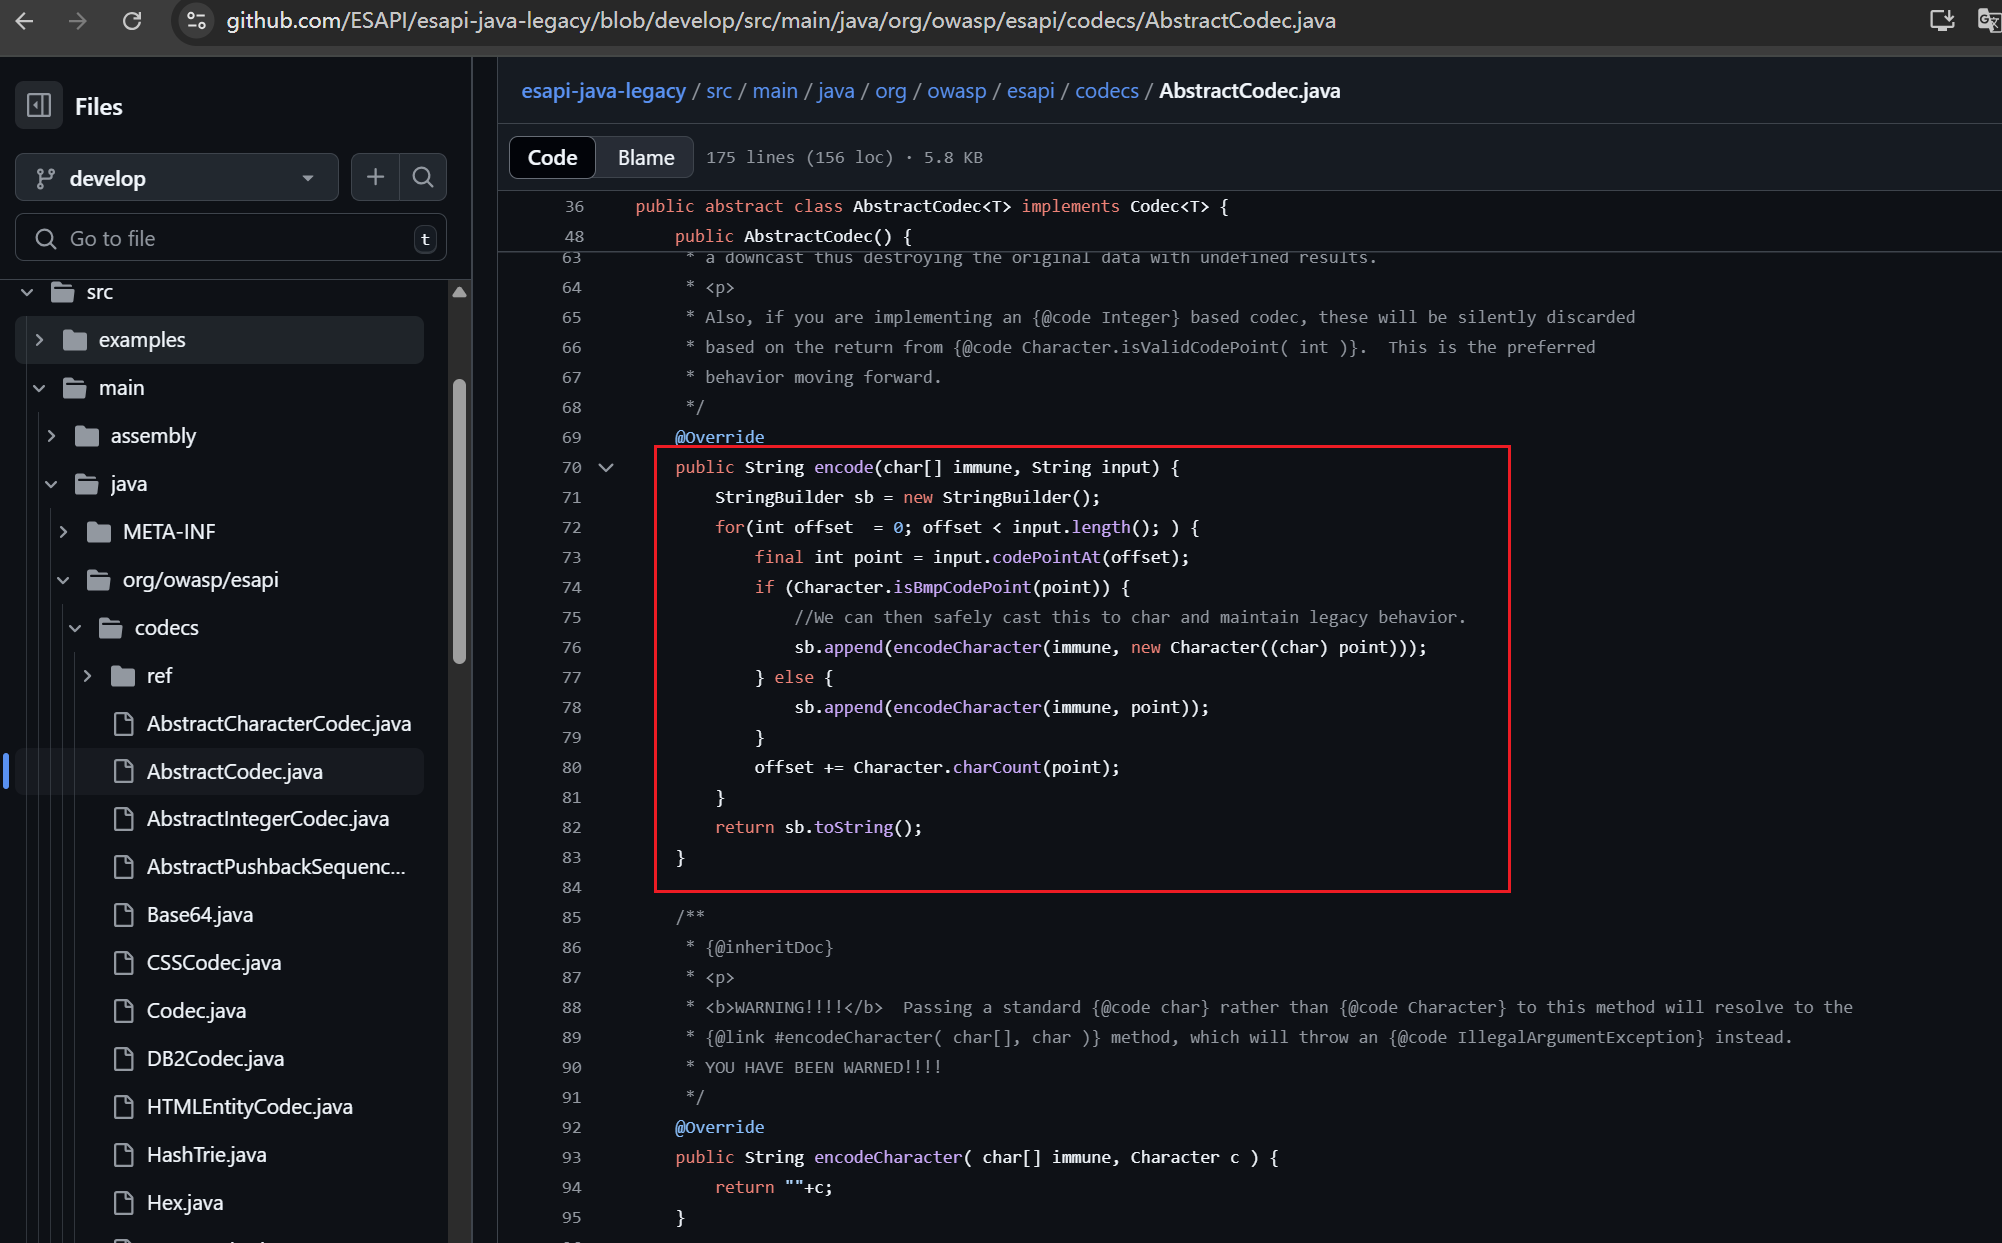 github.com/ESAPI/esapi-java-legacy/blob/develop/src/main/java/org/owasp/esapi/codecs/AbstractCodec.java
Files
develop
Go to file
t
src
examples
main
assembly
java
META-INF
org/owasp/esapi
codecs
ref
AbstractCharacterCodec.java
AbstractCodec.java
AbstractIntegerCodec.java
AbstractPushbackSequenc...
Base64.java
CSSCodec.java
Codec.java
DB2Codec.java
HTMLEntityCodec.java
HashTrie.java
Hex.java
esapi-java-legacy / src / main / java / org / owasp / esapi / codecs / AbstractCodec.java
Code Blame 175 lines (156 loc) · 5.8 KB
36 public abstract class AbstractCodec<T> implements Codec<T> {
48 public AbstractCodec() {
63 * a downcast thus destroying the original data with undefined results.
64 * <p>
65 * Also, if you are implementing an {@code Integer} based codec, these will be silently discarded
66 * based on the return from {@code Character.isValidCodePoint( int )}.  This is the preferred
67 * behavior moving forward.
68 */
69 @Override
70 public String encode(char[] immune, String input) {
71 StringBuilder sb = new StringBuilder();
72 for(int offset  = 0; offset < input.length(); ) {
73 final int point = input.codePointAt(offset);
74 if (Character.isBmpCodePoint(point)) {
75 //We can then safely cast this to char and maintain legacy behavior.
76 sb.append(encodeCharacter(immune, new Character((char) point)));
77 } else {
78 sb.append(encodeCharacter(immune, point));
79 }
80 offset += Character.charCount(point);
81 }
82 return sb.toString();
83 }
84
85 /**
86 * {@inheritDoc}
87 * <p>
88 * <b>WARNING!!!!</b>  Passing a standard {@code char} rather than {@code Character} to this method will resolve to the
89 * {@link #encodeCharacter( char[], char )} method, which will throw an {@code IllegalArgumentException} instead.
90 * YOU HAVE BEEN WARNED!!!!
91 */
92 @Override
93 public String encodeCharacter( char[] immune, Character c ) {
94 return ""+c;
95 }